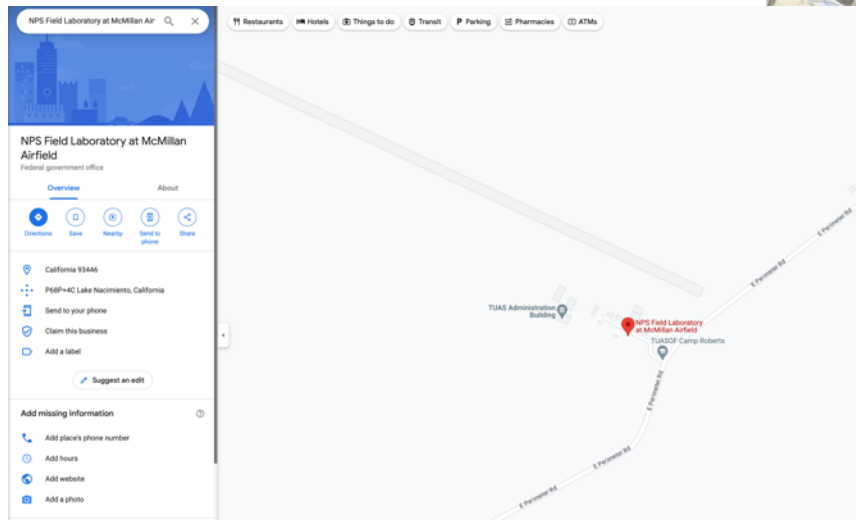 NPS Field Laboratory at McMillan Air
Restaurants
Hotels
Things to do
Transit
Parking
Pharmacies
ATMs
NPS Field Laboratory at McMillan
Airfield
Federal government office
Overview
About
Directions
Save
Nearby
Send to
phone
Share
California 93446
P68P+4C Lake Nacimiento, California
Send to your phone
Claim this business
Add a label
Suggest an edit
Add missing information
Add place's phone number
Add hours
Add website
Add a photo
TUAS Administration
Building
NPS Field Laboratory
at McMillan Airfield
TUASOF Camp Roberts
E Perimeter Rd
E Perimeter Rd
E Perimeter Rd
E Perimeter Rd
E Perimeter Rd